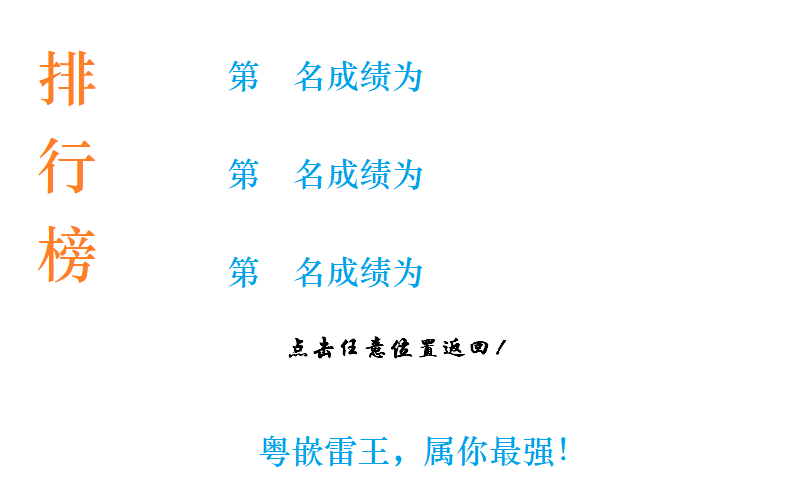 排行榜
第 名成绩为
第 名成绩为
第 名成绩为
点击任意位置返回！
粤嵌雷王，属你最强！